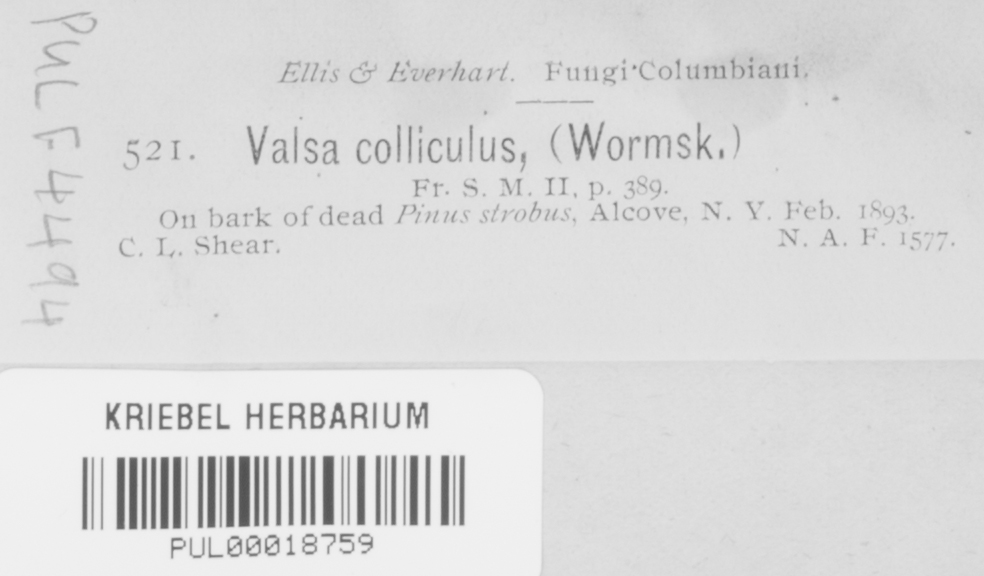 PUL F4494
Ellis & Everhart. Fungi Columbiani.
521. Valsa colliculus, (Wormsk.)
Fr. S. M. II, p. 389.
On bark of dead Pinus strobus, Alcove, N. Y. Feb. 1893.
C. L. Shear. N. A. F. 1577.
KRIEBEL HERBARIUM
PUL00018759